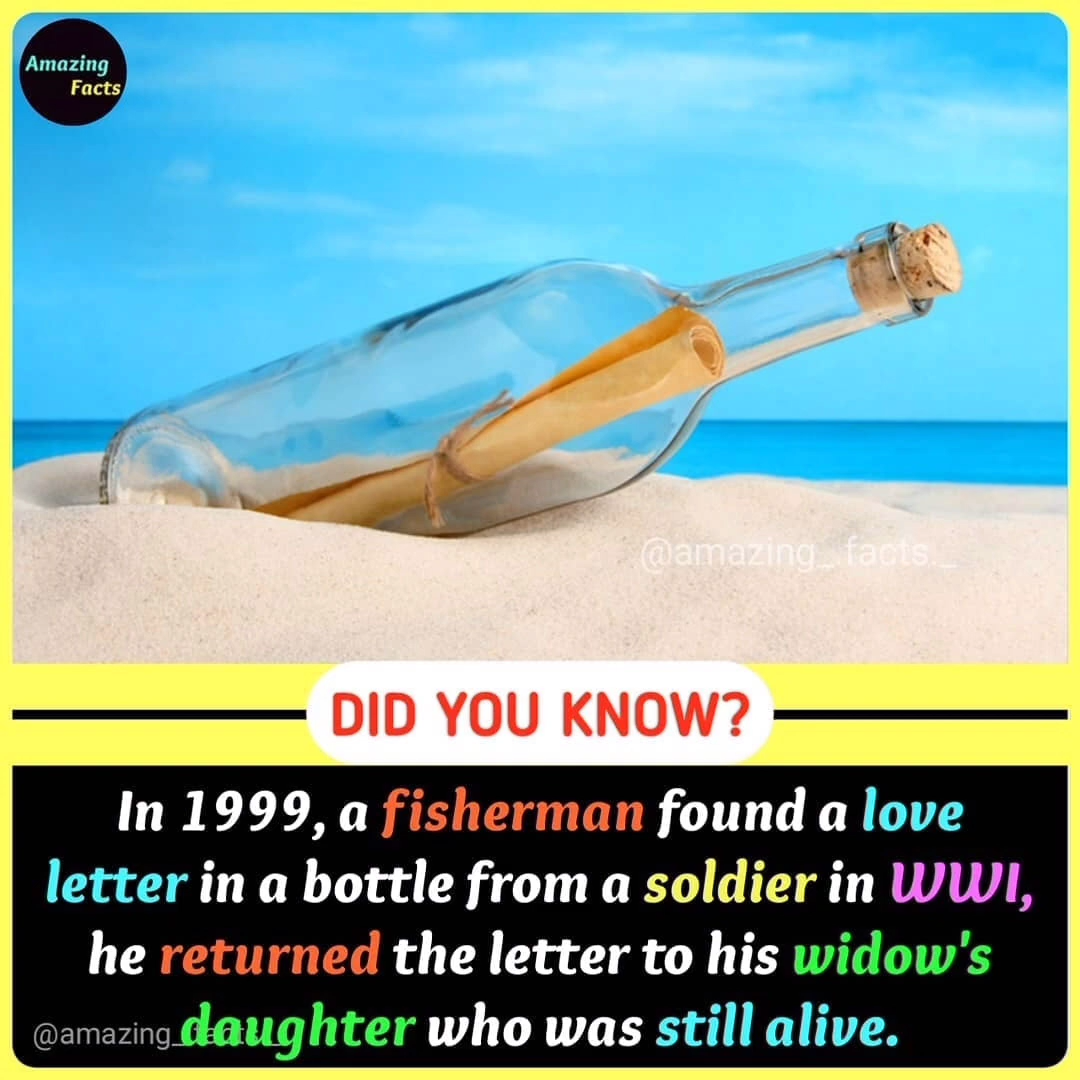 Amazing
Facts
@amazing_.facts._
DID YOU KNOW?
In 1999, a fisherman found a love
letter in a bottle from a soldier in WWI,
he returned the letter to his widow's
daughter who was still alive.
@amazing_.facts._